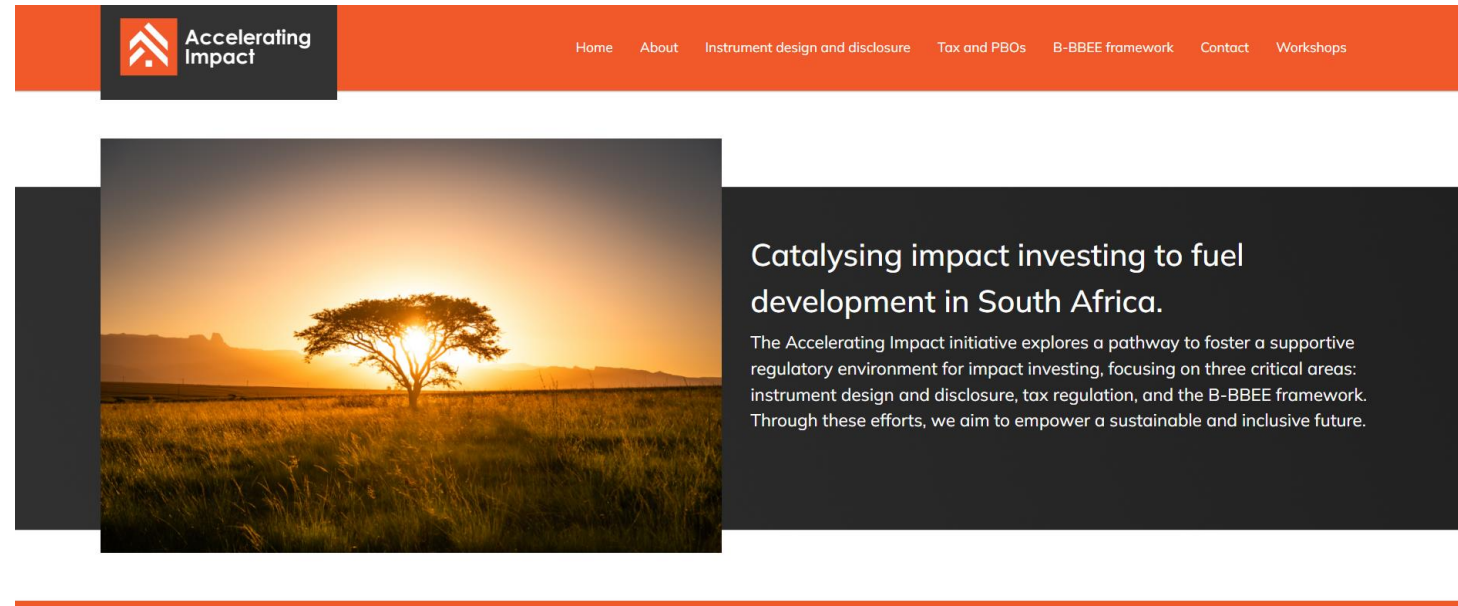 Accelerating
Impact
Home About Instrument design and disclosure Tax and PBOs B-BBEE framework Contact Workshops
Catalysing impact investing to fuel
development in South Africa.
The Accelerating Impact initiative explores a pathway to foster a supportive
regulatory environment for impact investing, focusing on three critical areas:
instrument design and disclosure, tax regulation, and the B-BBEE framework.
Through these efforts, we aim to empower a sustainable and inclusive future.